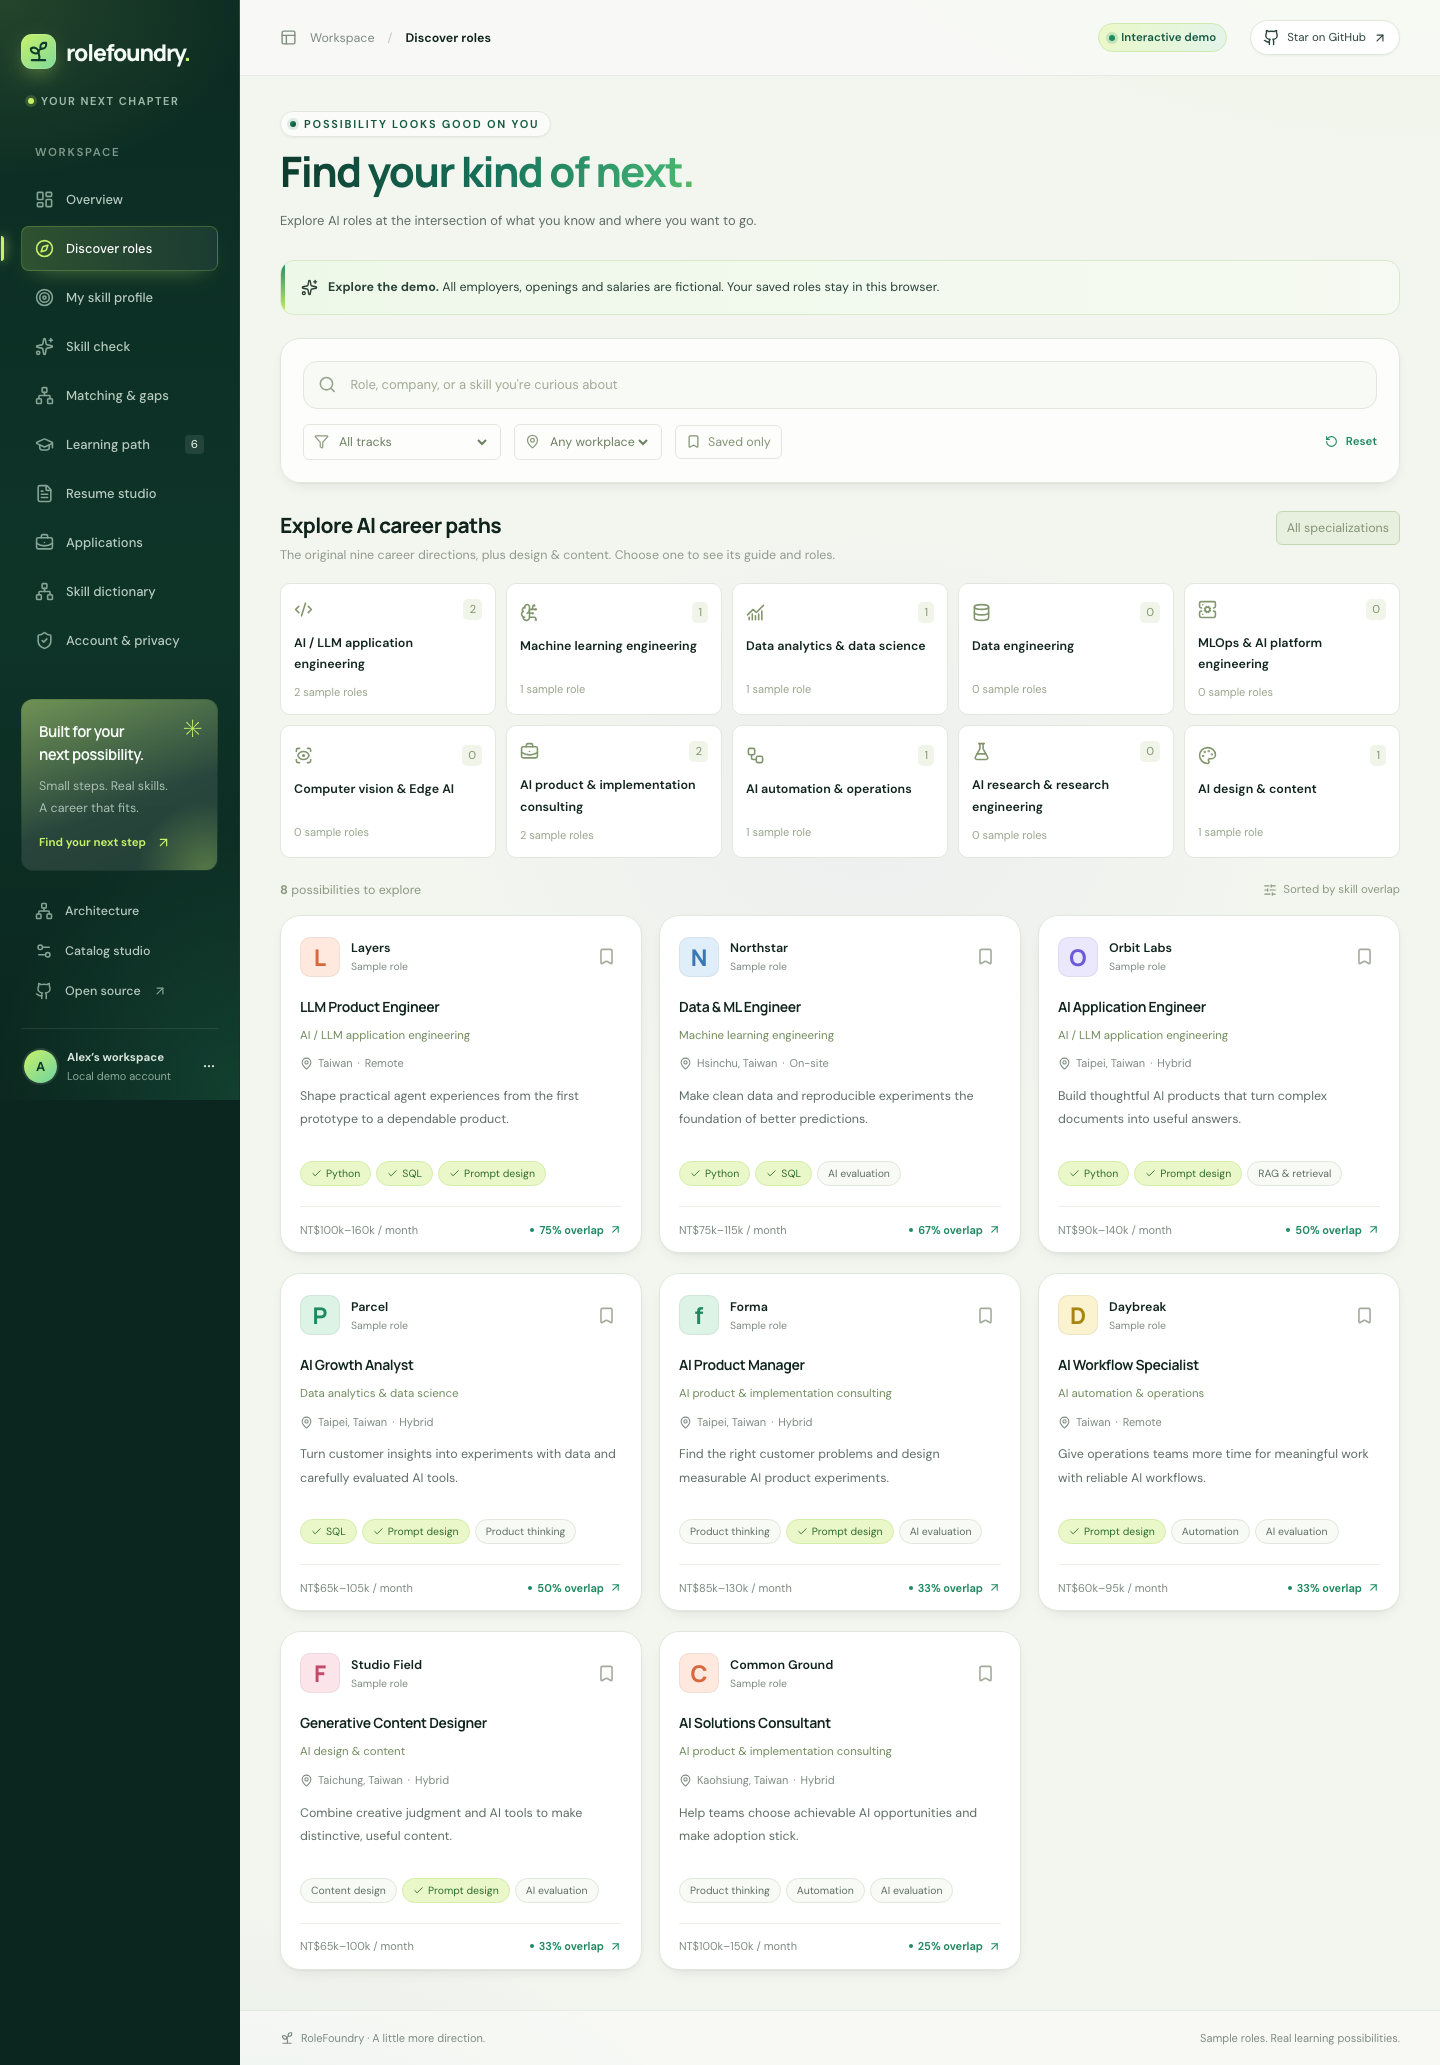 rolefoundry.
YOUR NEXT CHAPTER
WORKSPACE
Overview
Discover roles
My skill profile
Skill check
Matching & gaps
Learning path 6
Resume studio
Applications
Skill dictionary
Account & privacy
Built for your
next possibility.
Small steps. Real skills.
A career that fits.
Find your next step
Architecture
Catalog studio
Open source
A
Alex's workspace
Local demo account
Workspace / Discover roles
Interactive demo
Star on GitHub
POSSIBILITY LOOKS GOOD ON YOU
Find your kind of next.
Explore AI roles at the intersection of what you know and where you want to go.
Explore the demo. All employers, openings and salaries are fictional. Your saved roles stay in this browser.
Role, company, or a skill you're curious about
All tracks
Any workplace
Saved only
Reset
Explore AI career paths
The original nine career directions, plus design & content. Choose one to see its guide and roles.
All specializations
2
AI / LLM application
engineering
2 sample roles
1
Machine learning engineering
1 sample role
1
Data analytics & data science
1 sample role
0
Data engineering
0 sample roles
0
MLOps & AI platform
engineering
0 sample roles
0
Computer vision & Edge AI
0 sample roles
2
AI product & implementation
consulting
2 sample roles
1
AI automation & operations
1 sample role
0
AI research & research
engineering
0 sample roles
1
AI design & content
1 sample role
8 possibilities to explore
Sorted by skill overlap
L
Layers
Sample role
LLM Product Engineer
AI / LLM application engineering
Taiwan · Remote
Shape practical agent experiences from the first
prototype to a dependable product.
Python SQL Prompt design
NT$100k–160k / month
75% overlap
N
Northstar
Sample role
Data & ML Engineer
Machine learning engineering
Hsinchu, Taiwan · On-site
Make clean data and reproducible experiments the
foundation of better predictions.
Python SQL AI evaluation
NT$75k–115k / month
67% overlap
O
Orbit Labs
Sample role
AI Application Engineer
AI / LLM application engineering
Taipei, Taiwan · Hybrid
Build thoughtful AI products that turn complex
documents into useful answers.
Python Prompt design RAG & retrieval
NT$90k–140k / month
50% overlap
P
Parcel
Sample role
AI Growth Analyst
Data analytics & data science
Taipei, Taiwan · Hybrid
Turn customer insights into experiments with data and
carefully evaluated AI tools.
SQL Prompt design Product thinking
NT$65k–105k / month
50% overlap
f
Forma
Sample role
AI Product Manager
AI product & implementation consulting
Taipei, Taiwan · Hybrid
Find the right customer problems and design
measurable AI product experiments.
Product thinking Prompt design AI evaluation
NT$85k–130k / month
33% overlap
D
Daybreak
Sample role
AI Workflow Specialist
AI automation & operations
Taiwan · Remote
Give operations teams more time for meaningful work
with reliable AI workflows.
Prompt design Automation AI evaluation
NT$60k–95k / month
33% overlap
F
Studio Field
Sample role
Generative Content Designer
AI design & content
Taichung, Taiwan · Hybrid
Combine creative judgment and AI tools to make
distinctive, useful content.
Content design Prompt design AI evaluation
NT$65k–100k / month
33% overlap
C
Common Ground
Sample role
AI Solutions Consultant
AI product & implementation consulting
Kaohsiung, Taiwan · Hybrid
Help teams choose achievable AI opportunities and
make adoption stick.
Product thinking Automation AI evaluation
NT$100k–150k / month
25% overlap
RoleFoundry · A little more direction.
Sample roles. Real learning possibilities.